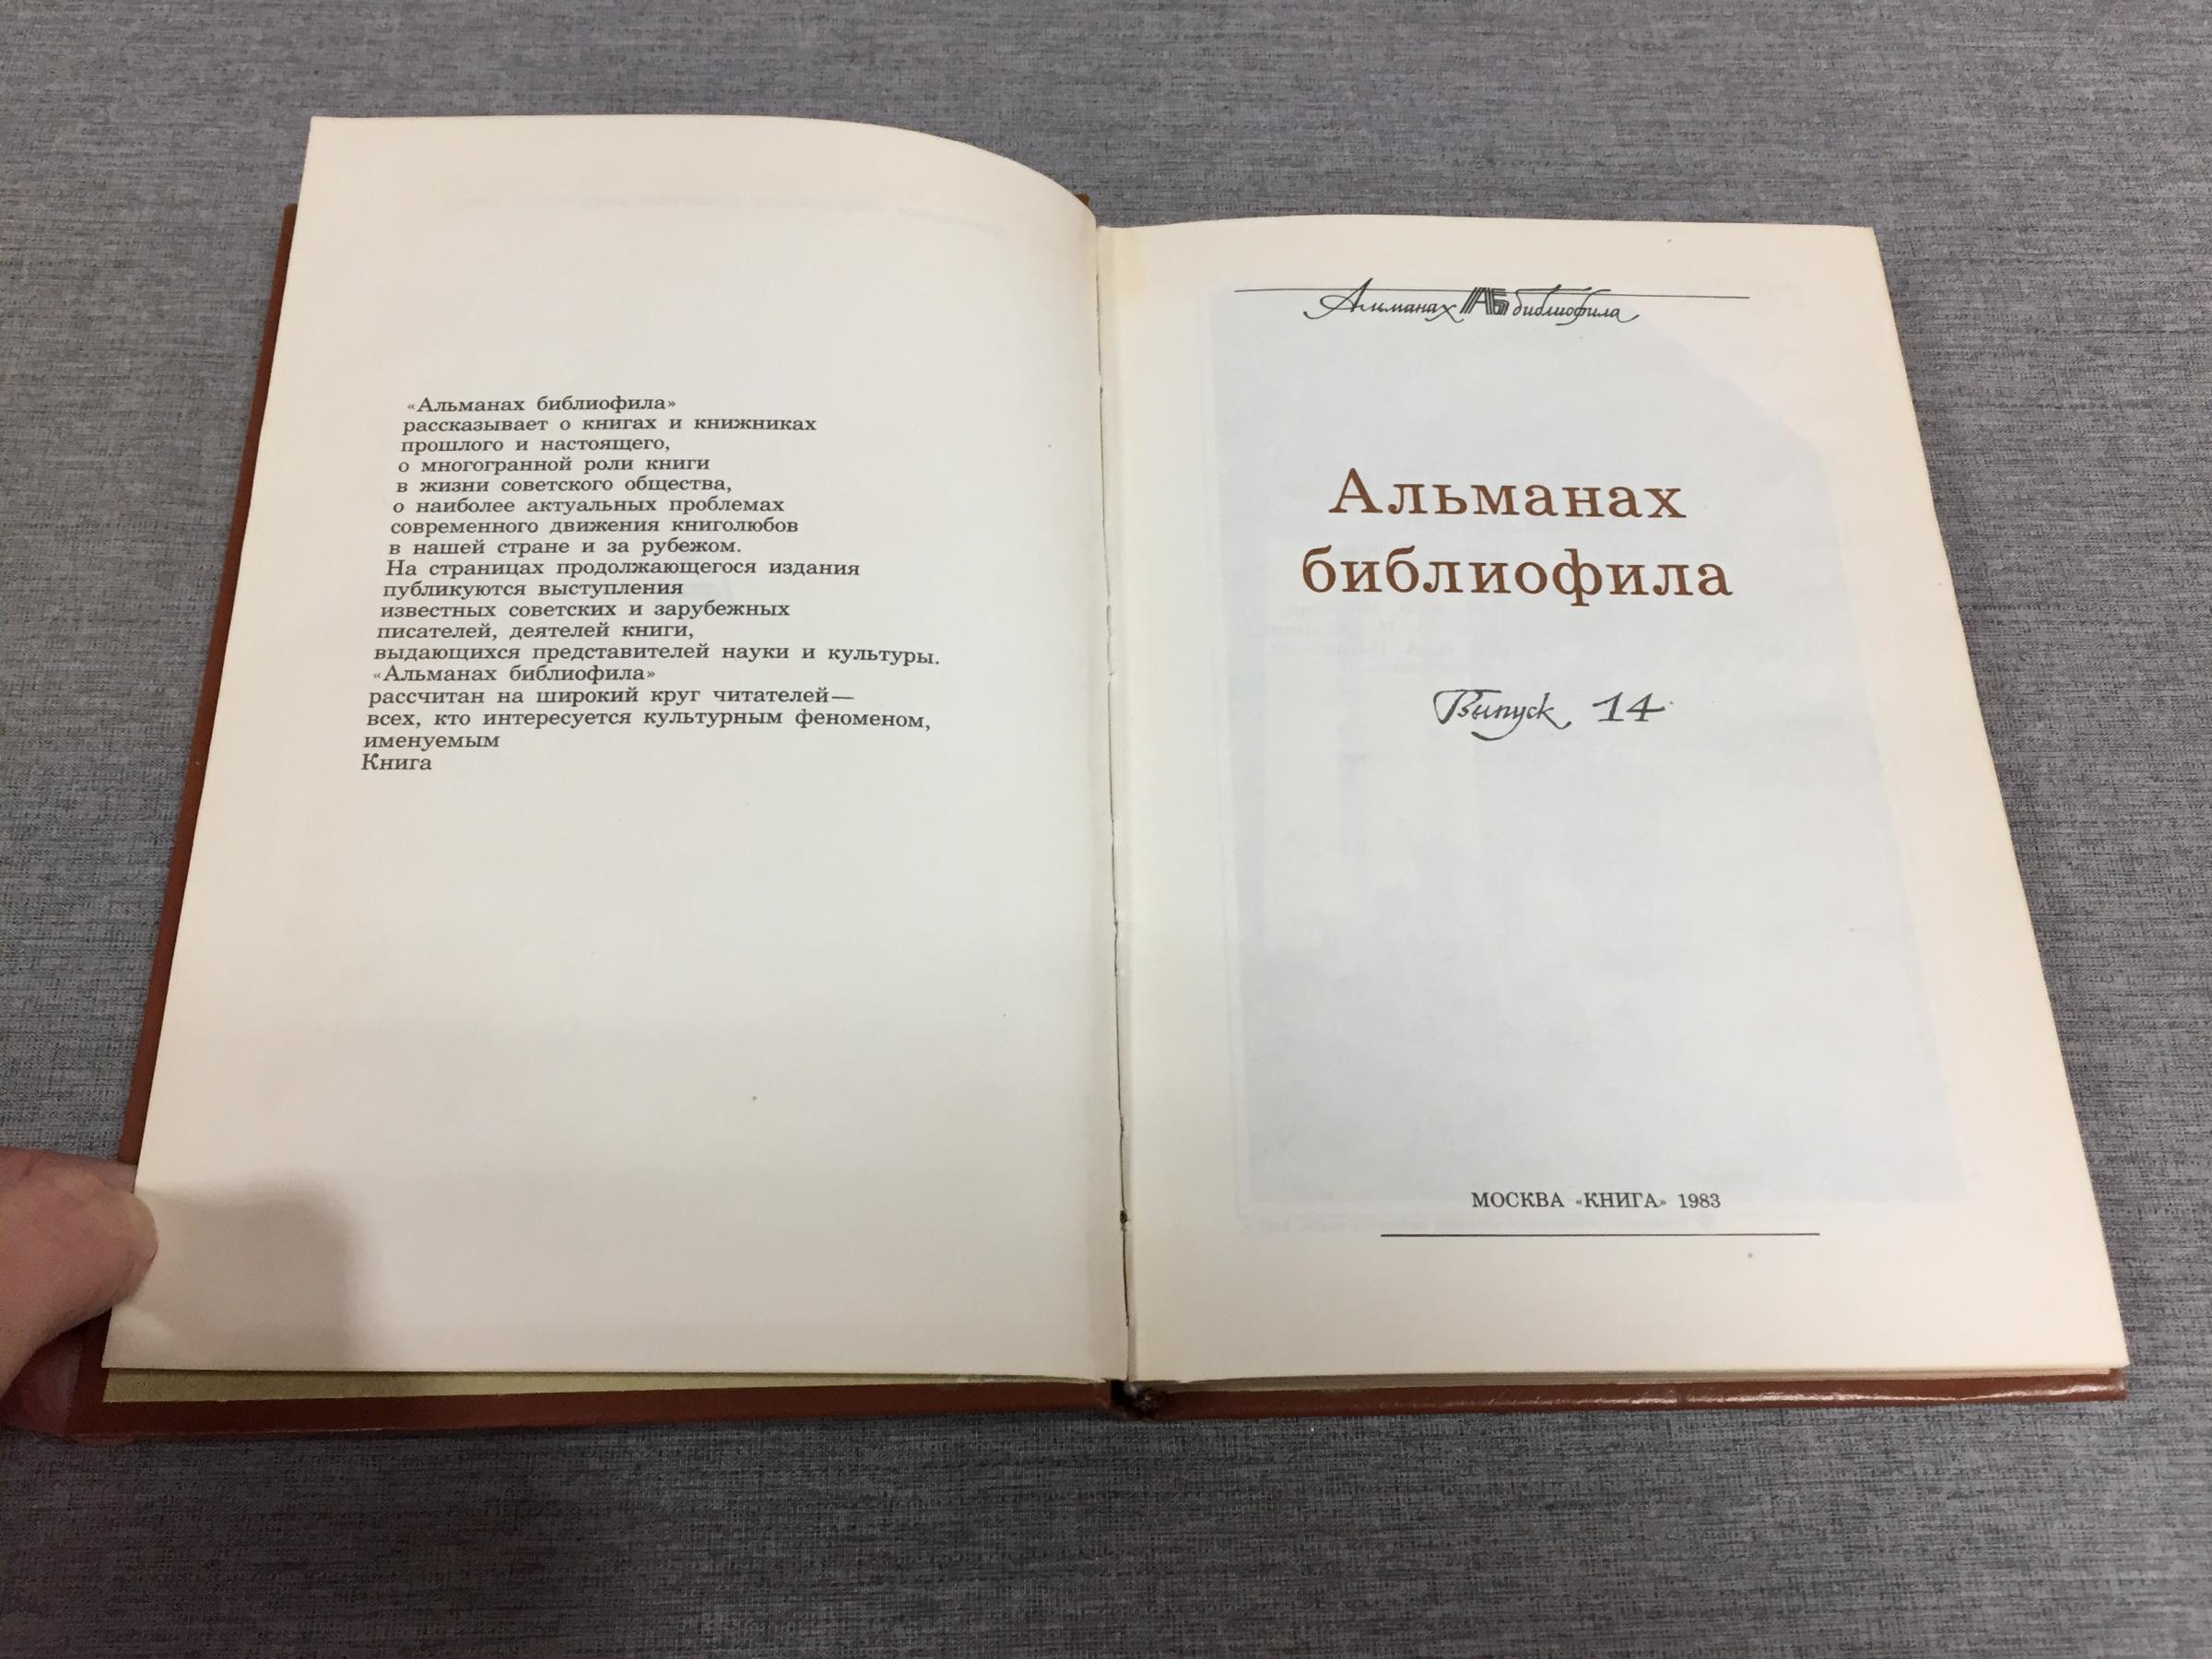 «Альманах библиофила»
рассказывает о книгах и книжниках
прошлого и настоящего,
о многогранной роли книги
в жизни советского общества,
о наиболее актуальных проблемах
современного движения книголюбов
в нашей стране и за рубежом.
На страницах продолжающегося издания
публикуются выступления
известных советских и зарубежных
писателей, деятелей книги,
выдающихся представителей науки и культуры.
«Альманах библиофила»
рассчитан на широкий круг читателей—
всех, кто интересуется культурным феноменом,
именуемым
Книга
Альманах АБ библиофила
Альманах
библиофила
Выпуск 14
МОСКВА «КНИГА» 1983